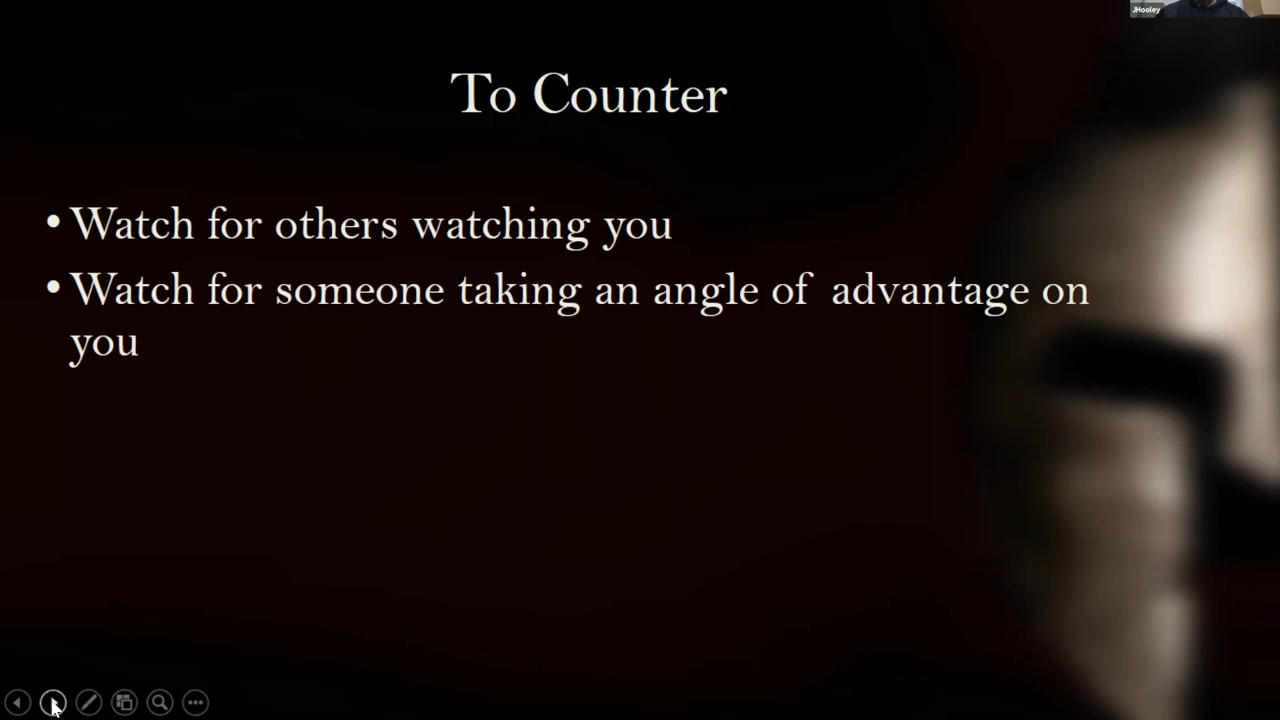 JHooley
To Counter
• Watch for others watching you
• Watch for someone taking an angle of advantage on
you